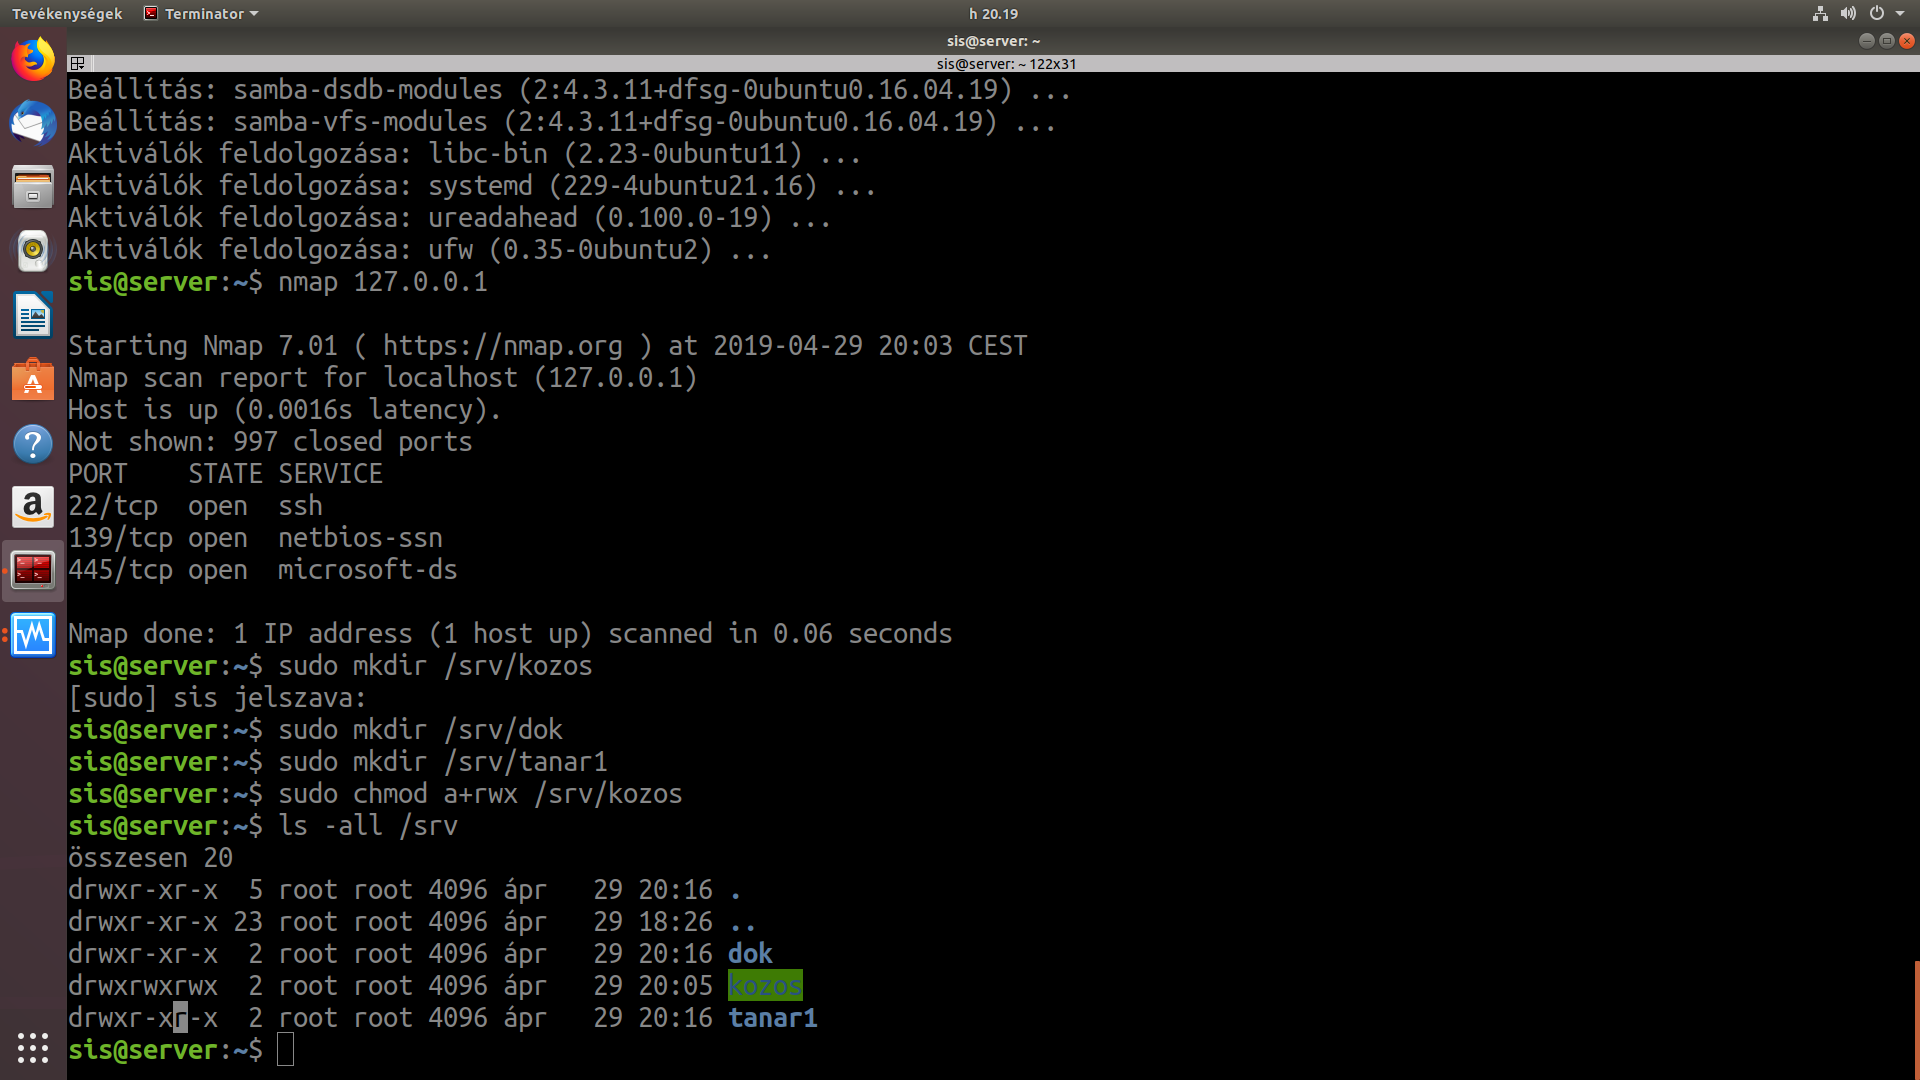 Tevékenységek Terminator h 20.19
sis@server: ~
sis@server: ~ 122x31
Beállítás: samba-dsdb-modules (2:4.3.11+dfsg-0ubuntu0.16.04.19) ...
Beállítás: samba-vfs-modules (2:4.3.11+dfsg-0ubuntu0.16.04.19) ...
Aktiválók feldolgozása: libc-bin (2.23-0ubuntu11) ...
Aktiválók feldolgozása: systemd (229-4ubuntu21.16) ...
Aktiválók feldolgozása: ureadahead (0.100.0-19) ...
Aktiválók feldolgozása: ufw (0.35-0ubuntu2) ...
sis@server:~$ nmap 127.0.0.1
Starting Nmap 7.01 ( https://nmap.org ) at 2019-04-29 20:03 CEST
Nmap scan report for localhost (127.0.0.1)
Host is up (0.0016s latency).
Not shown: 997 closed ports
PORT    STATE SERVICE
22/tcp  open  ssh
139/tcp open  netbios-ssn
445/tcp open  microsoft-ds
Nmap done: 1 IP address (1 host up) scanned in 0.06 seconds
sis@server:~$ sudo mkdir /srv/kozos
[sudo] sis jelszava:
sis@server:~$ sudo mkdir /srv/dok
sis@server:~$ sudo mkdir /srv/tanar1
sis@server:~$ sudo chmod a+rwx /srv/kozos
sis@server:~$ ls -all /srv
összesen 20
drwxr-xr-x  5 root root 4096 ápr   29 20:16 .
drwxr-xr-x 23 root root 4096 ápr   29 18:26 ..
drwxr-xr-x  2 root root 4096 ápr   29 20:16 dok
drwxrwxrwx  2 root root 4096 ápr   29 20:05 kozos
drwxr-xr-x  2 root root 4096 ápr   29 20:16 tanar1
sis@server:~$